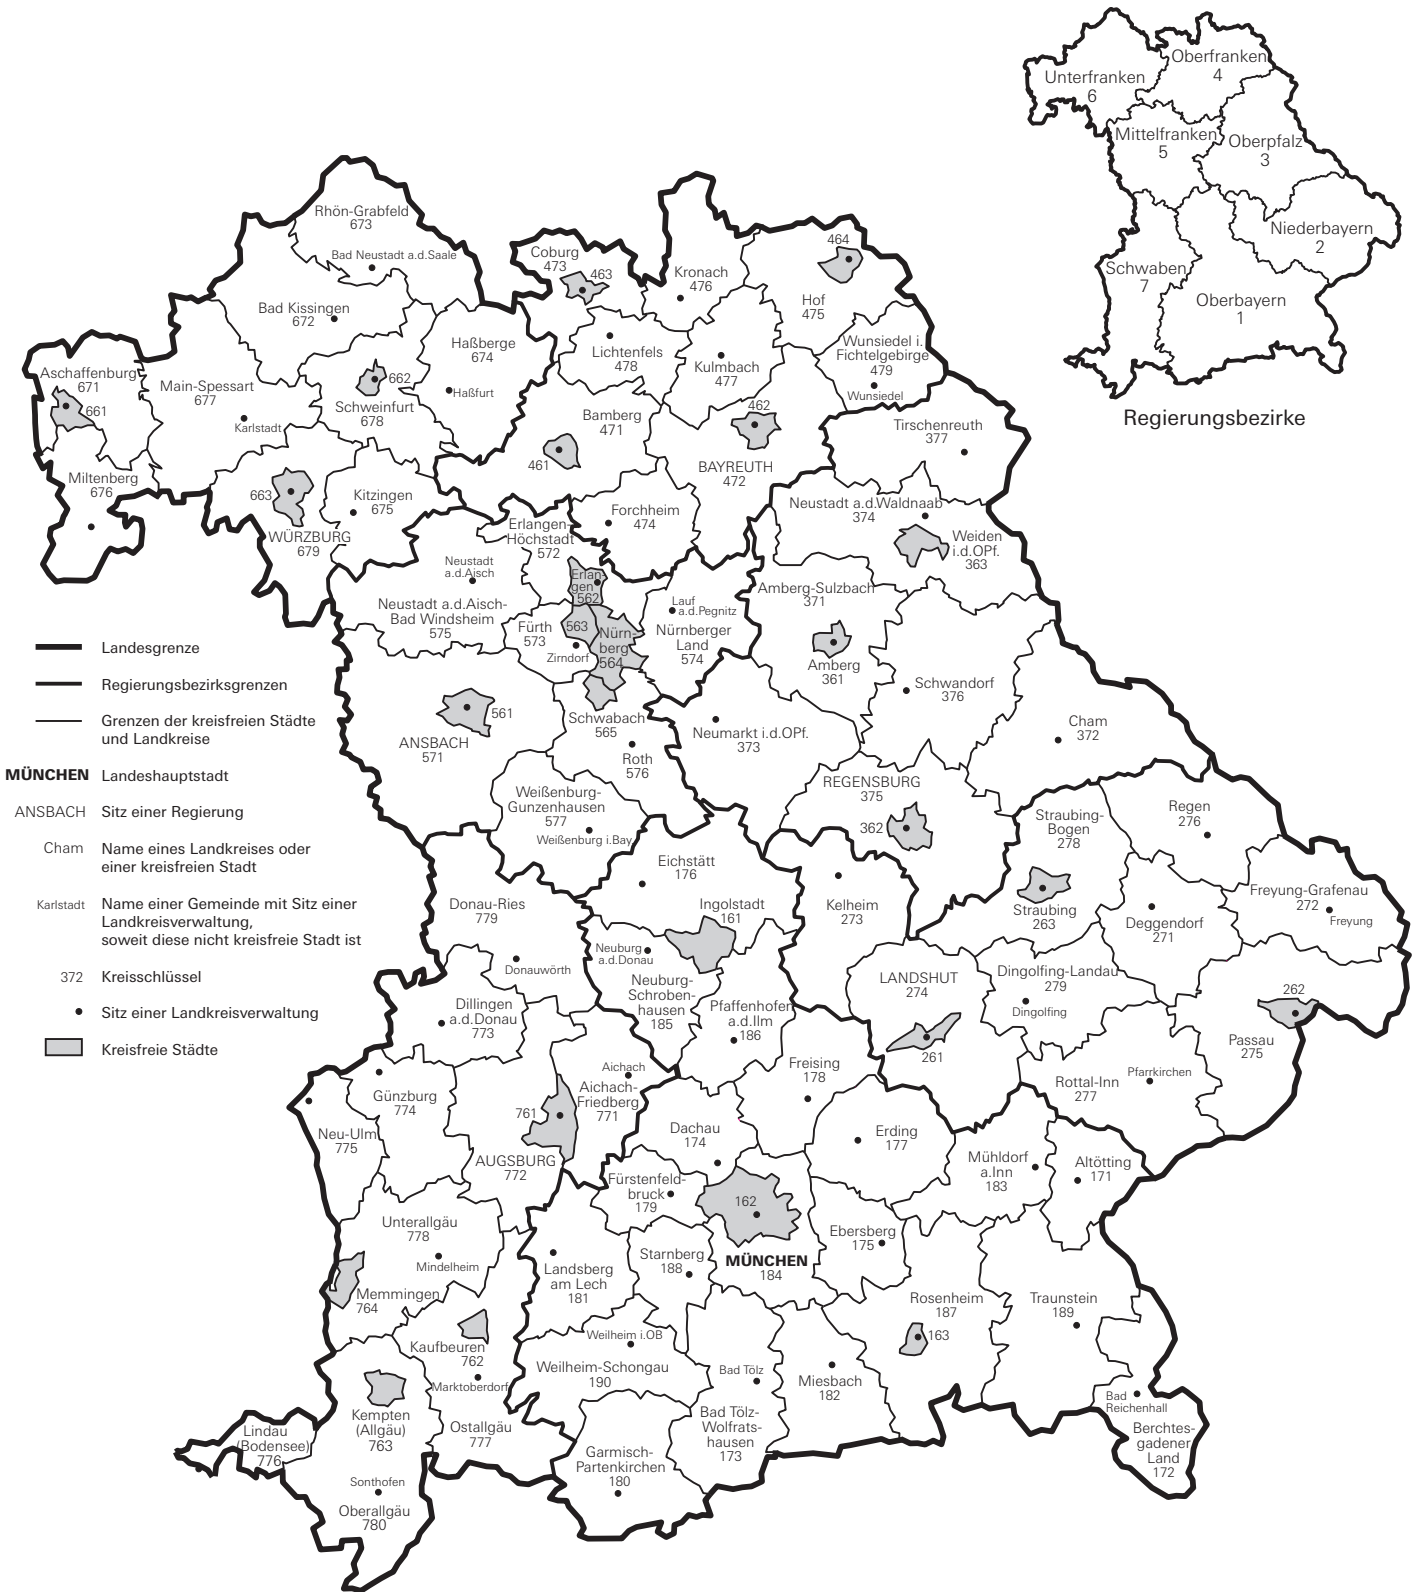 Unterfranken
6
Oberfranken
4
Mittelfranken
5
Oberpfalz
3
Niederbayern
2
Schwaben
7
Oberbayern
1
Regierungsbezirke
Rhön-Grabfeld
673
Bad Neustadt a.d.Saale
Bad Kissingen
672
Haßberge
674
Haßfurt
Aschaffenburg
671
661
Main-Spessart
677
Karlstadt
662
Schweinfurt
678
Miltenberg
676
663
WÜRZBURG
679
Kitzingen
675
Coburg
473
463
Kronach
476
464
Hof
475
Lichtenfels
478
Kulmbach
477
Wunsiedel i.
Fichtelgebirge
479
Wunsiedel
Bamberg
471
461
462
BAYREUTH
472
Forchheim
474
Tirschenreuth
377
Neustadt a.d.Waldnaab
374
Weiden
i.d.OPf.
363
Erlangen-
Höchstadt
572
Neustadt
a.d.Aisch
Neustadt a.d.Aisch-
Bad Windsheim
575
Erlan-
gen
562
Fürth
573
563
Zirndorf
Nürn-
berg
564
Lauf
a.d.Pegnitz
Nürnberger
Land
574
Amberg-Sulzbach
371
Amberg
361
Schwandorf
376
Cham
372
561
ANSBACH
571
Schwabach
565
Roth
576
Neumarkt i.d.OPf.
373
Weißenburg-
Gunzenhausen
577
Weißenburg i.Bay.
REGENSBURG
375
362
Landesgrenze
Regierungsbezirksgrenzen
Grenzen der kreisfreien Städte
und Landkreise
MÜNCHEN Landeshauptstadt
ANSBACH Sitz einer Regierung
Cham Name eines Landkreises oder
einer kreisfreien Stadt
Karlstadt Name einer Gemeinde mit Sitz einer
Landkreisverwaltung,
soweit diese nicht kreisfreie Stadt ist
372 Kreisschlüssel
Sitz einer Landkreisverwaltung
Kreisfreie Städte
Regen
276
Straubing-
Bogen
278
Straubing
263
Deggendorf
271
Freyung-Grafenau
272
Freyung
Eichstätt
176
Ingolstadt
161
Kelheim
273
Donau-Ries
779
Donauwörth
Neuburg
a.d.Donau
Neuburg-
Schroben-
hausen
185
Pfaffenhofen
a.d.Ilm
186
LANDSHUT
274
261
Dingolfing-Landau
279
Dingolfing
262
Passau
275
Rottal-Inn
277
Pfarrkirchen
Dillingen
a.d.Donau
773
Günzburg
774
Neu-Ulm
775
Aichach
Aichach-
Friedberg
771
761
AUGSBURG
772
Freising
178
Dachau
174
Erding
177
Mühldorf
a.Inn
183
Altötting
171
Fürstenfeld-
bruck
179
162
MÜNCHEN
184
Ebersberg
175
Starnberg
188
Landsberg
am Lech
181
Unterallgäu
778
Mindelheim
Memmingen
764
Kaufbeuren
762
Marktoberdorf
Ostallgäu
777
Kempten
(Allgäu)
763
Lindau
(Bodensee)
776
Sonthofen
Oberallgäu
780
Weilheim i.OB
Weilheim-Schongau
190
Garmisch-
Partenkirchen
180
Bad Tölz
Bad Tölz-
Wolfrats-
hausen
173
Miesbach
182
Rosenheim
187
163
Traunstein
189
Bad
Reichenhall
Berchtes-
gadener
Land
172